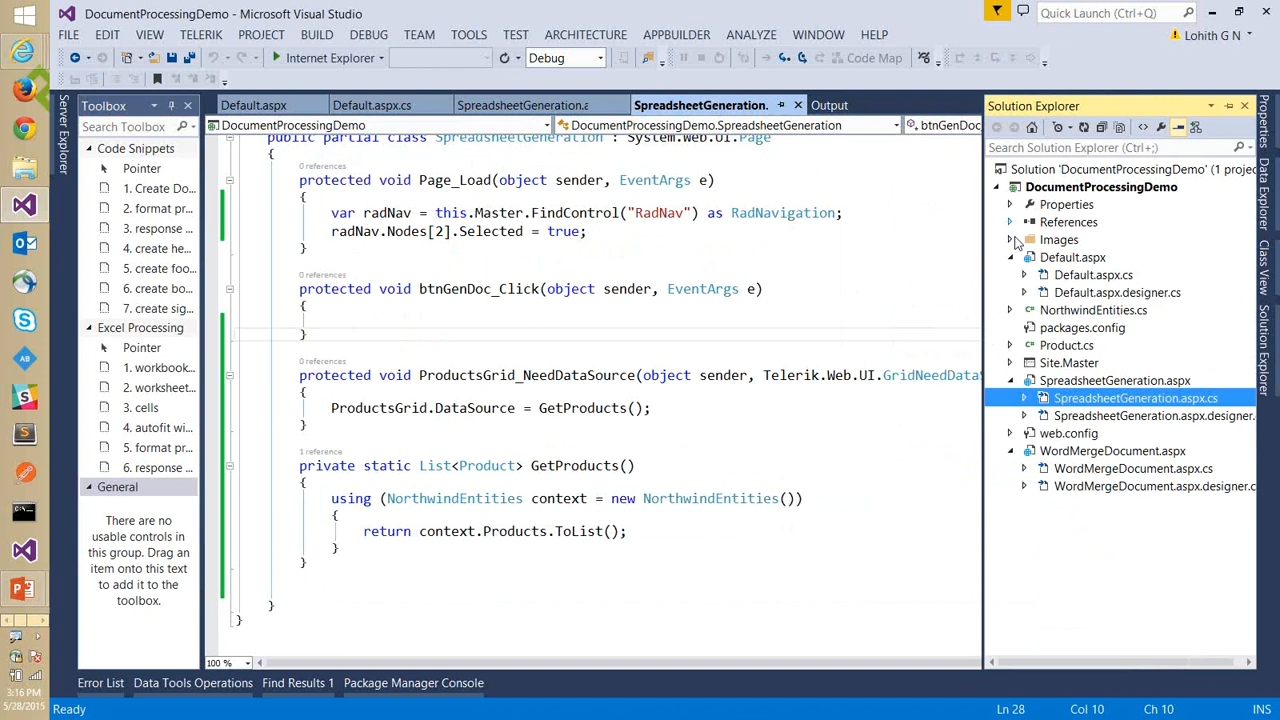 DocumentProcessingDemo - Microsoft Visual Studio
Quick Launch (Ctrl+Q)
FILE EDIT VIEW TELERIK PROJECT BUILD DEBUG TEAM TOOLS TEST ARCHITECTURE APPBUILDER ANALYZE WINDOW HELP
Lohith G N
Internet Explorer
Debug
Code Map
Server Explorer
Toolbox
Search Toolbox
Code Snippets
Pointer
1. Create Do...
2. format pr...
3. response ...
4. create he...
5. create foo...
6. create bo...
7. create sig...
Excel Processing
Pointer
1. workbook...
2. worksheet...
3. cells
4. autofit wi...
5. format pr...
6. response ...
General
There are no
usable controls in
this group. Drag an
item onto this text
to add it to the
toolbox.
Default.aspx Default.aspx.cs SpreadsheetGeneration.a SpreadsheetGeneration. Output
DocumentProcessingDemo DocumentProcessingDemo.SpreadsheetGeneration btnGenDoc_
public partial class SpreadsheetGeneration : System.Web.UI.Page
{
0 references
protected void Page_Load(object sender, EventArgs e)
{
var radNav = this.Master.FindControl("RadNav") as RadNavigation;
radNav.Nodes[2].Selected = true;
}
0 references
protected void btnGenDoc_Click(object sender, EventArgs e)
{
}
0 references
protected void ProductsGrid_NeedDataSource(object sender, Telerik.Web.UI.GridNeedDataS
{
ProductsGrid.DataSource = GetProducts();
}
1 reference
private static List<Product> GetProducts()
{
using (NorthwindEntities context = new NorthwindEntities())
{
return context.Products.ToList();
}
}
}
}
100 %
Solution Explorer
Search Solution Explorer (Ctrl+;)
Solution 'DocumentProcessingDemo' (1 projec
DocumentProcessingDemo
Properties
References
Images
Default.aspx
Default.aspx.cs
Default.aspx.designer.cs
NorthwindEntities.cs
packages.config
Product.cs
Site.Master
SpreadsheetGeneration.aspx
SpreadsheetGeneration.aspx.cs
SpreadsheetGeneration.aspx.designer.
web.config
WordMergeDocument.aspx
WordMergeDocument.aspx.cs
WordMergeDocument.aspx.designer.c
Properties
Data Explorer
Class View
Solution Explorer
Error List Data Tools Operations Find Results 1 Package Manager Console
Ready
Ln 28 Col 10 Ch 10 INS
3:16 PM
5/28/2015